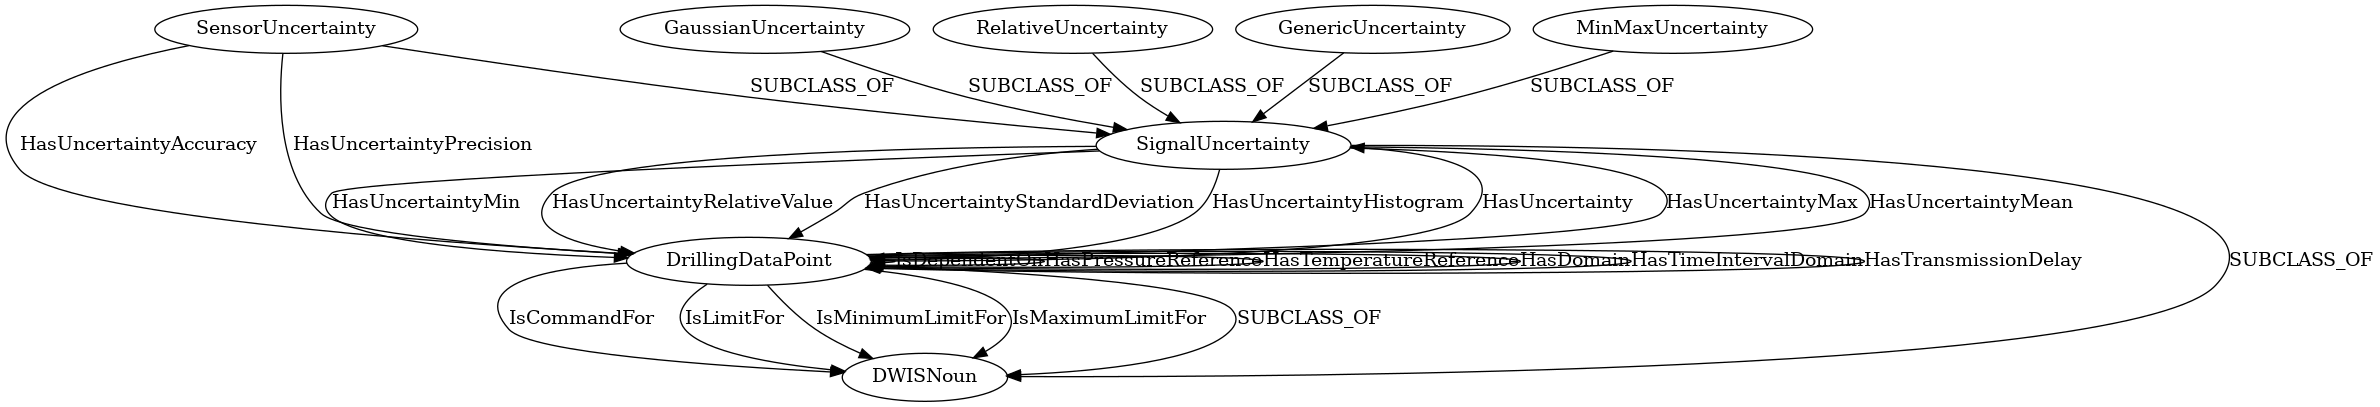 SensorUncertainty
GaussianUncertainty
RelativeUncertainty
GenericUncertainty
MinMaxUncertainty
SUBCLASS_OF
SUBCLASS_OF
SUBCLASS_OF
SUBCLASS_OF
SUBCLASS_OF
HasUncertaintyAccuracy
HasUncertaintyPrecision
SignalUncertainty
HasUncertaintyMin
HasUncertaintyRelativeValue
HasUncertaintyStandardDeviation
HasUncertaintyHistogram
HasUncertainty
HasUncertaintyMax
HasUncertaintyMean
DrillingDataPoint
IsDependentOn
HasPressureReference
HasTemperatureReference
HasDomain
HasTimeIntervalDomain
HasTransmissionDelay
SUBCLASS_OF
IsCommandFor
IsLimitFor
IsMinimumLimitFor
IsMaximumLimitFor
SUBCLASS_OF
DWISNoun